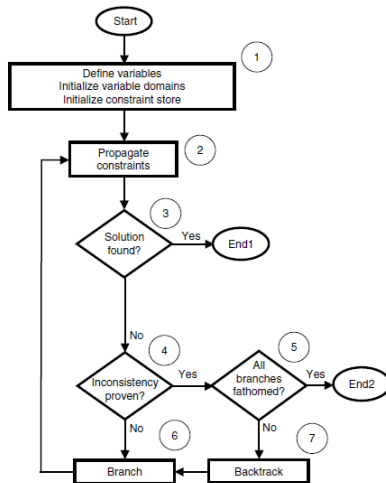 Start
1
Define variables
Initialize variable domains
Initialize constraint store
2
Propagate
constraints
3
Solution
found?
Yes
End1
No
4
Inconsistency
proven?
Yes
5
All
branches
fathomed?
Yes
End2
No
6
No
7
Branch
Backtrack